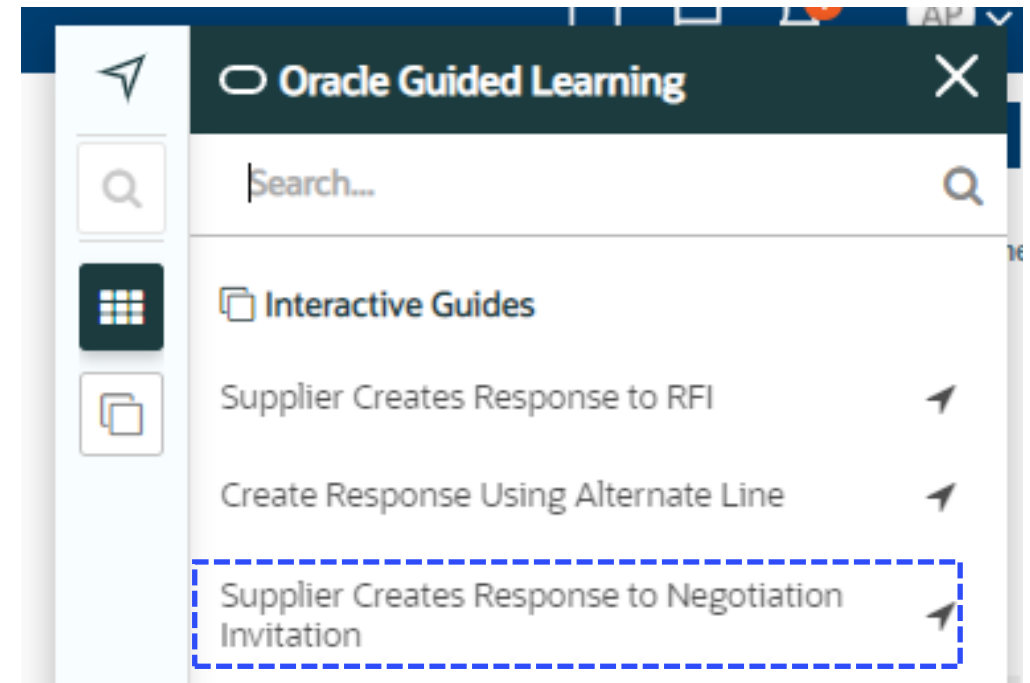 AP
Oracle Guided Learning
Search...
Interactive Guides
Supplier Creates Response to RFI
Create Response Using Alternate Line
Supplier Creates Response to Negotiation
Invitation